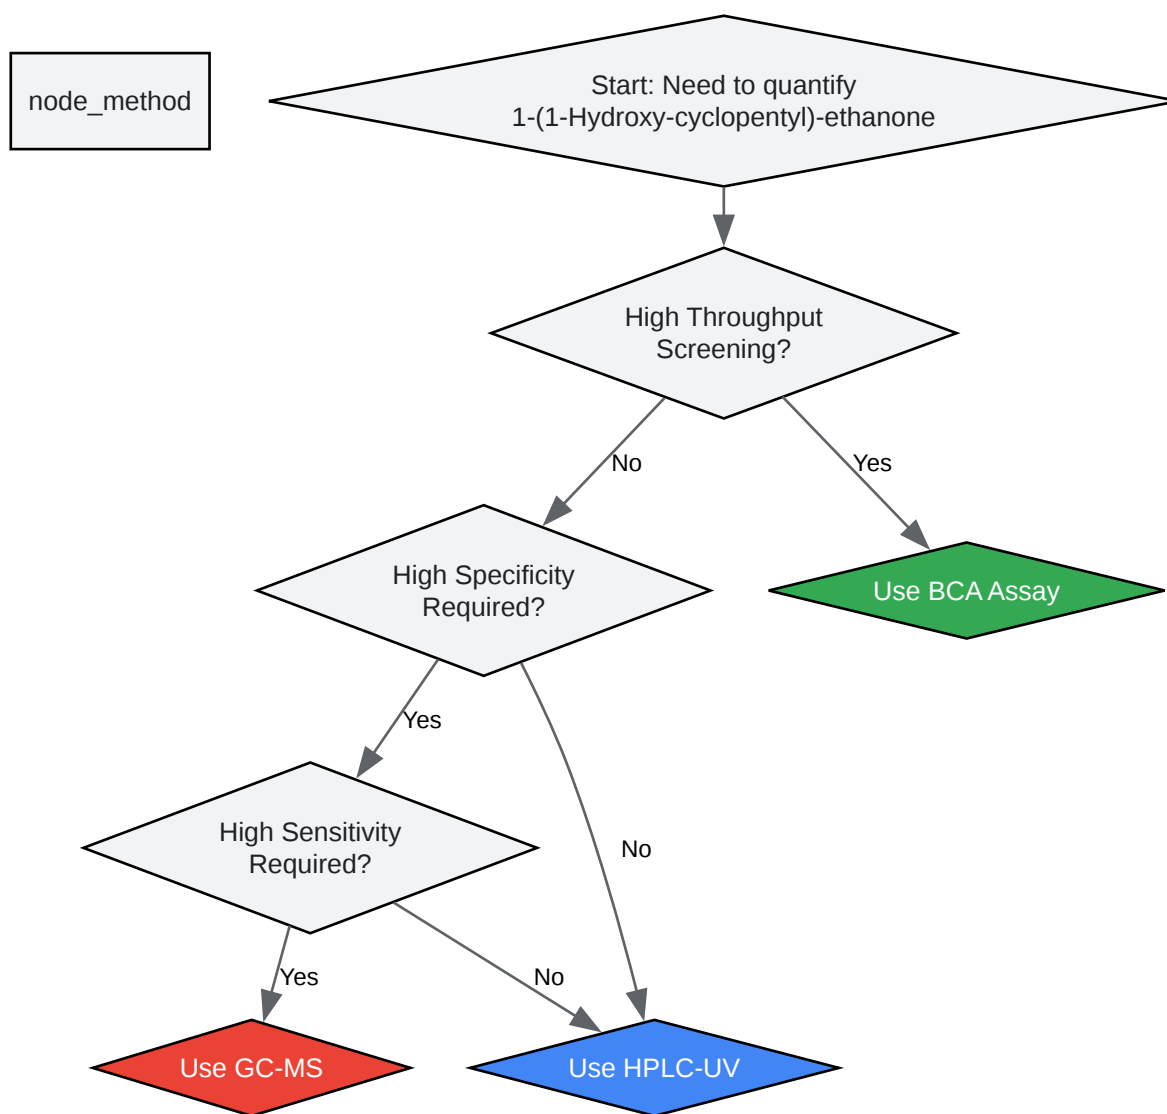 node_method
Start: Need to quantify
1-(1-Hydroxy-cyclopentyl)-ethanone
High Throughput
Screening?
No
Yes
High Specificity
Required?
Use BCA Assay
Yes
No
High Sensitivity
Required?
Yes
No
Use GC-MS
Use HPLC-UV